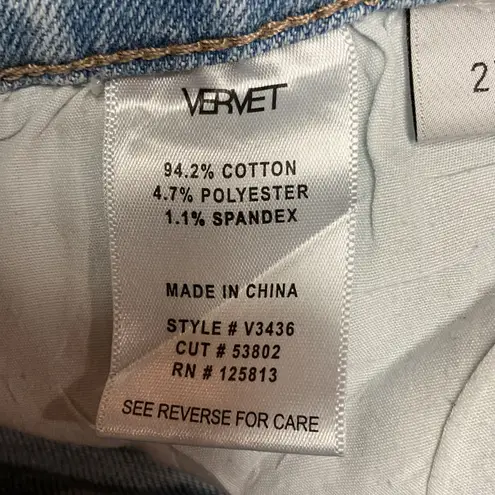 VERVET
94.2% COTTON
4.7% POLYESTER
1.1% SPANDEX
MADE IN CHINA
STYLE # V3436
CUT # 53802
RN # 125813
SEE REVERSE FOR CARE